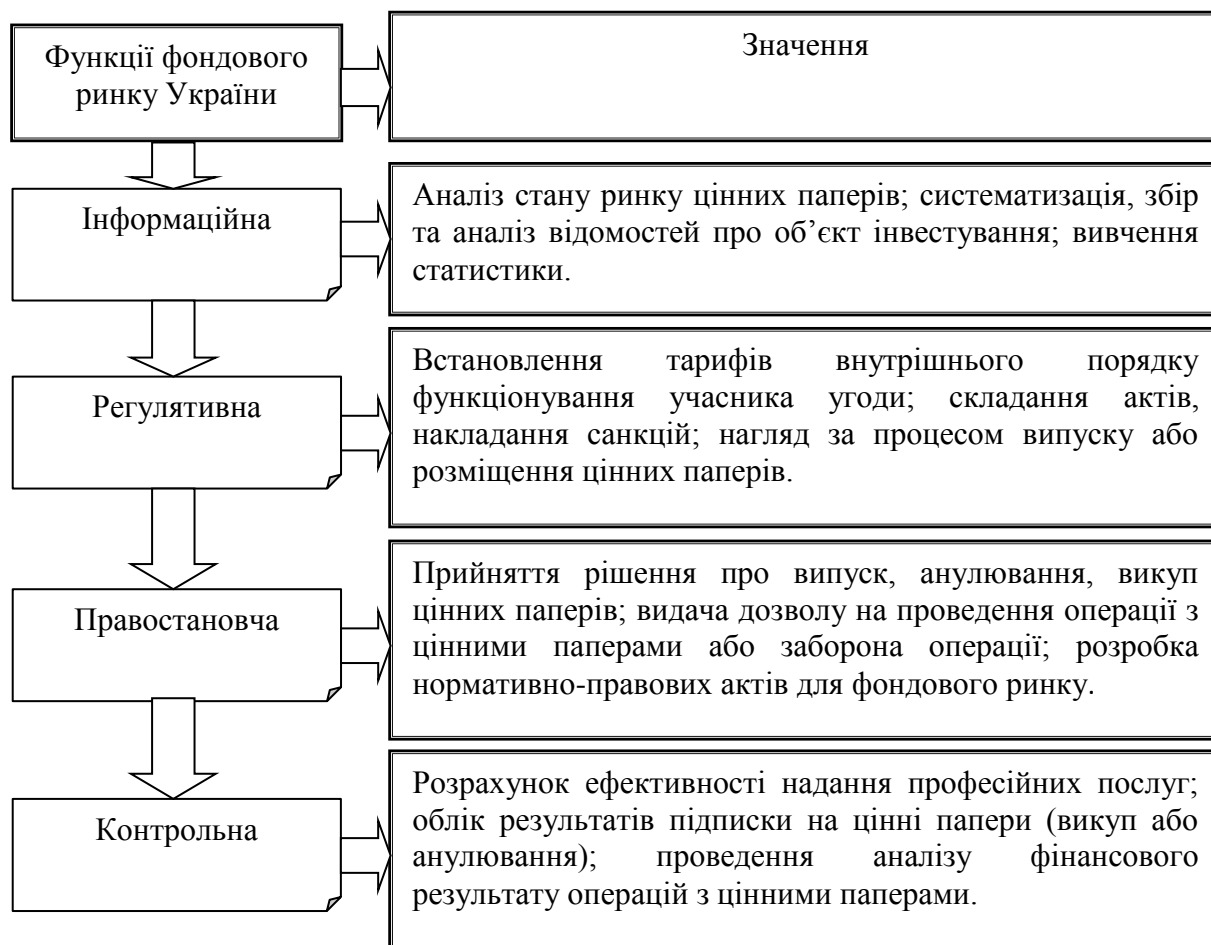 Функції фондового
ринку України
Значення
Інформаційна
Аналіз стану ринку цінних паперів; систематизація, збір
та аналіз відомостей про об’єкт інвестування; вивчення
статистики.
Регулятивна
Встановлення тарифів внутрішнього порядку
функціонування учасника угоди; складання актів,
накладання санкцій; нагляд за процесом випуску або
розміщення цінних паперів.
Правостановча
Прийняття рішення про випуск, анулювання, викуп
цінних паперів; видача дозволу на проведення операції з
цінними паперами або заборона операції; розробка
нормативно-правових актів для фондового ринку.
Контрольна
Розрахунок ефективності надання професійних послуг;
облік результатів підписки на цінні папери (викуп або
анулювання); проведення аналізу фінансового
результату операцій з цінними паперами.